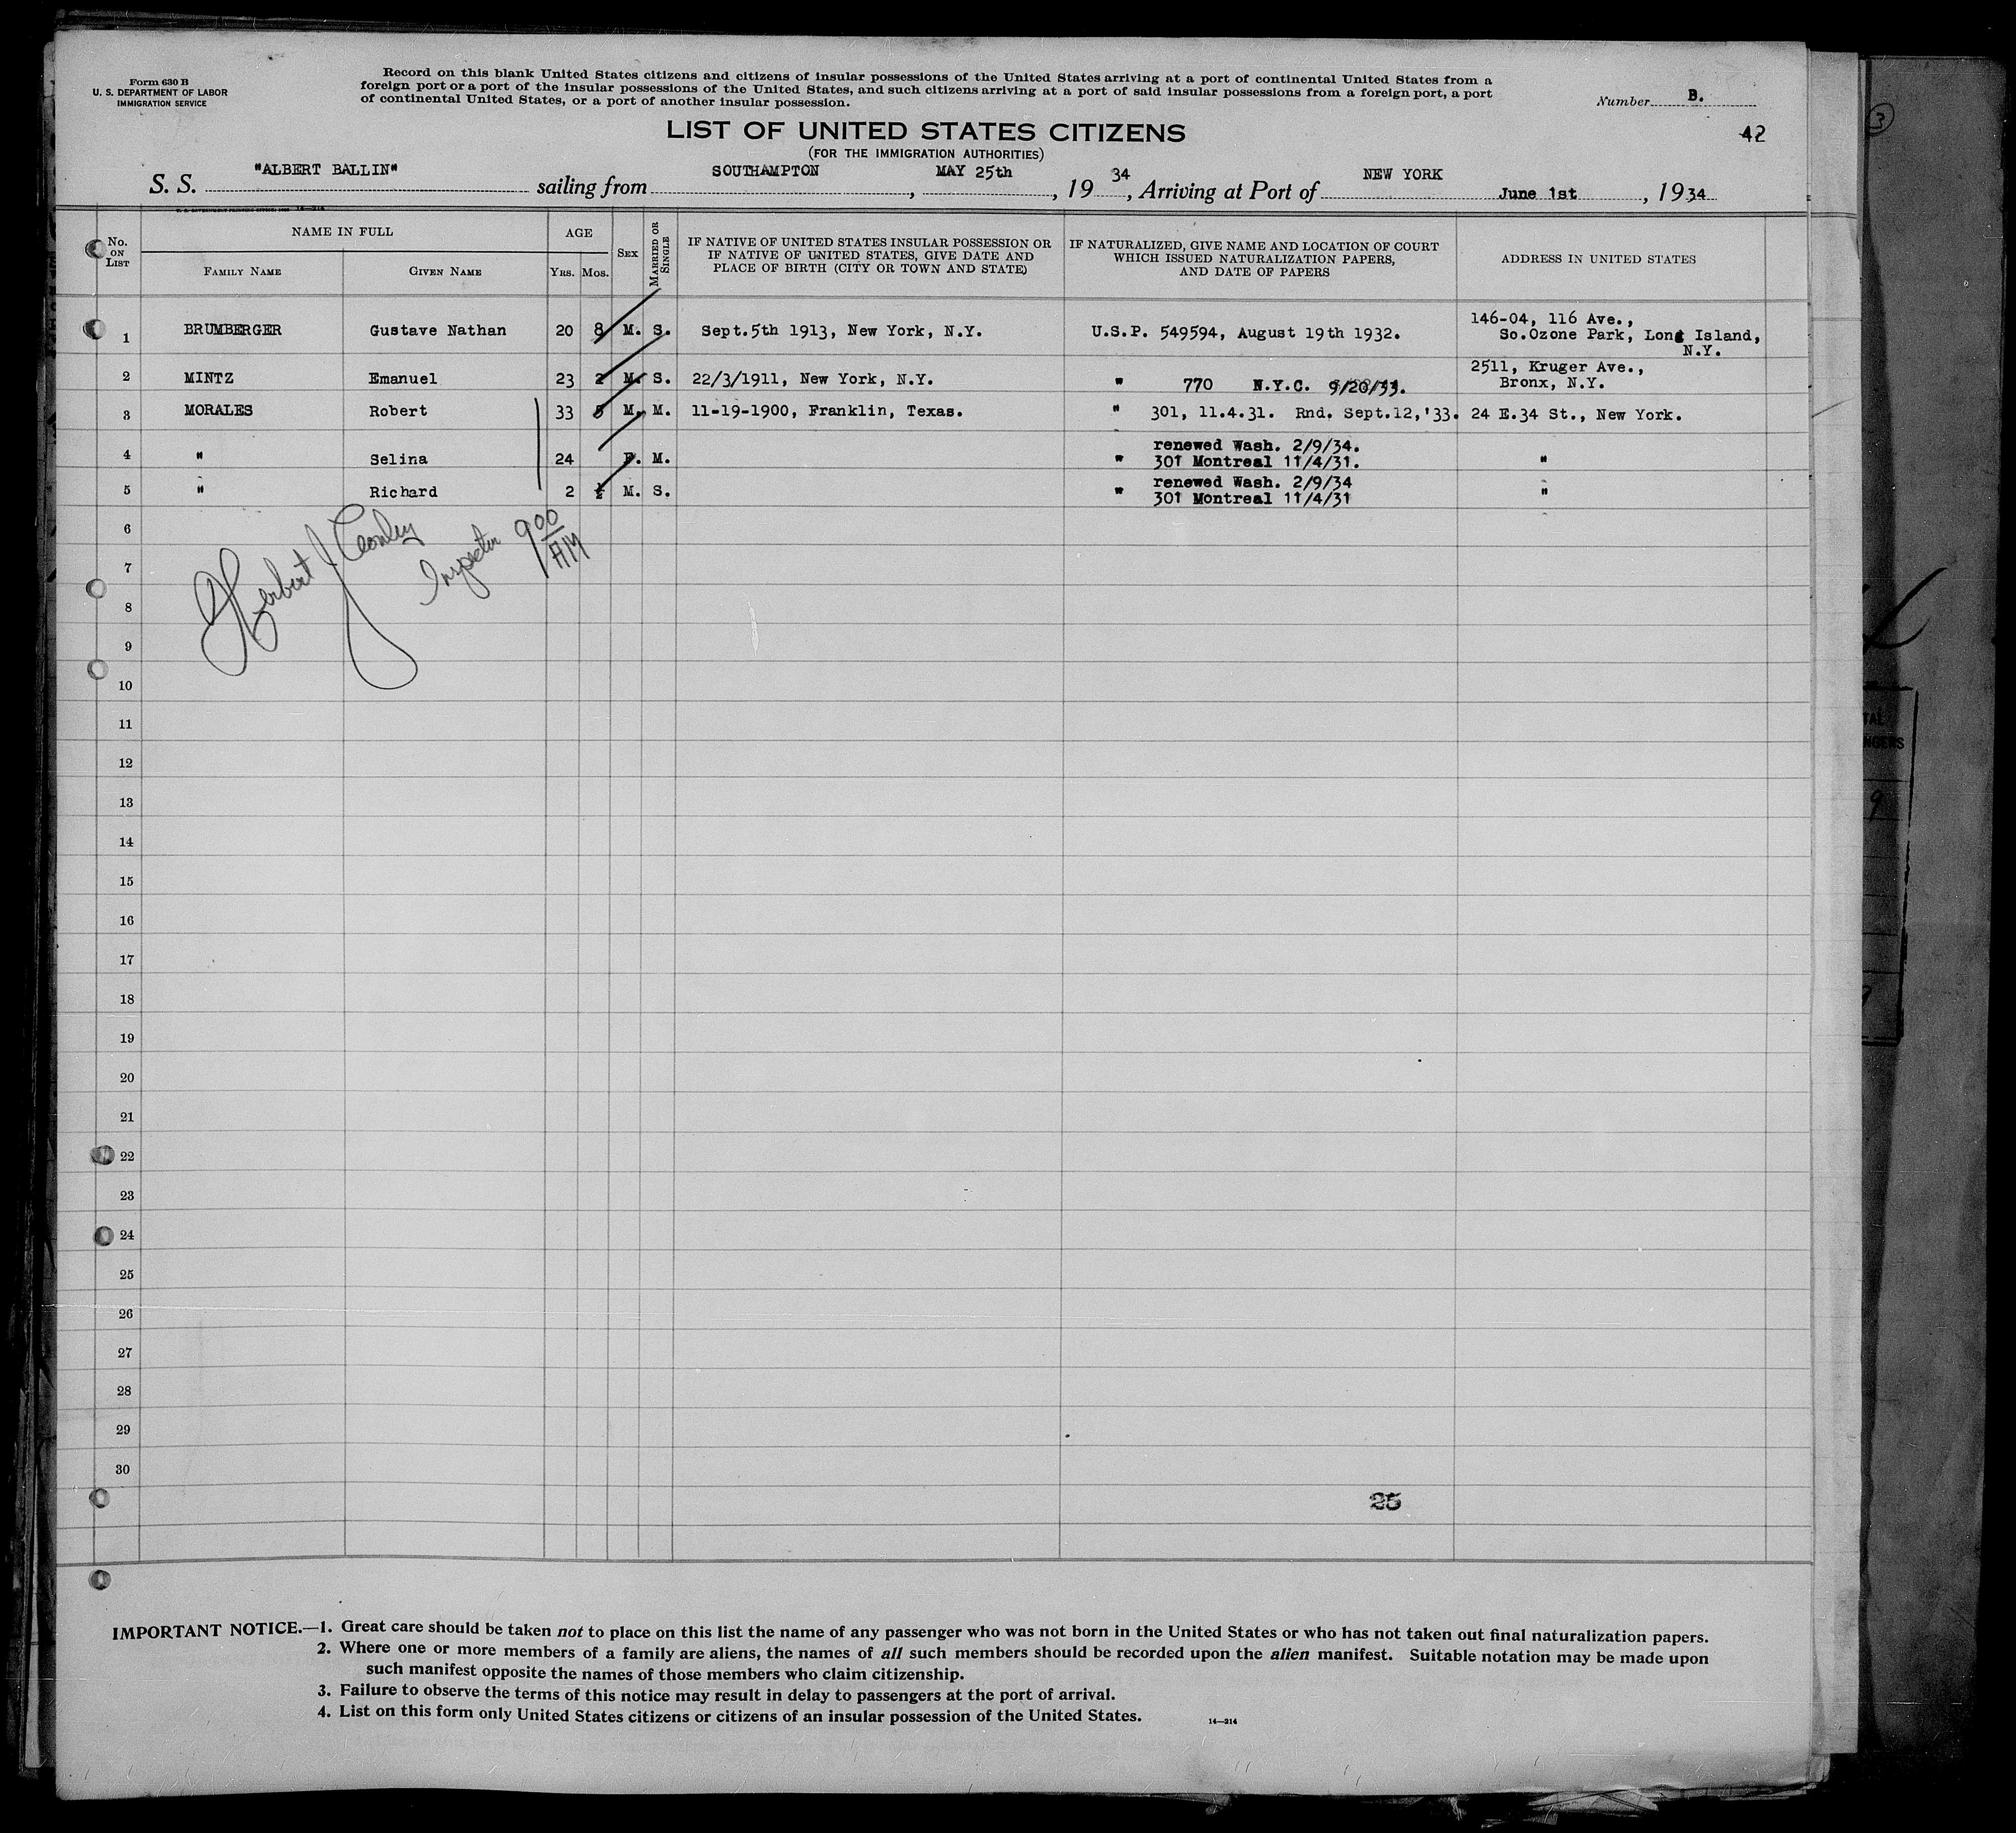 Form 630 B
U. S. DEPARTMENT OF LABOR
IMMIGRATION SERVICE
Record on this blank United States citizens and citizens of insular possessions of the United States arriving at a port of continental United States from a
foreign port or a port of the insular possessions of the United States, and such citizens arriving at a port of said insular possessions from a foreign port, a port
of continental United States, or a port of another insular possession.
Number B.
42
3
LIST OF UNITED STATES CITIZENS
(FOR THE IMMIGRATION AUTHORITIES)
S. S. "ALBERT BALLIN" sailing from SOUTHAMPTON, MAY 25th, 1934, Arriving at Port of NEW YORK June 1st, 1934
No. ON LIST
NAME IN FULL
FAMILY NAME GIVEN NAME
AGE
YRS. MOS.
SEX
MARRIED OR SINGLE
IF NATIVE OF UNITED STATES INSULAR POSSESSION OR
IF NATIVE OF UNITED STATES, GIVE DATE AND
PLACE OF BIRTH (CITY OR TOWN AND STATE)
IF NATURALIZED, GIVE NAME AND LOCATION OF COURT
WHICH ISSUED NATURALIZATION PAPERS,
AND DATE OF PAPERS
ADDRESS IN UNITED STATES
1 BRUMBERGER Gustave Nathan 20 8 M. S. Sept.5th 1913, New York, N.Y. U.S.P. 549594, August 19th 1932. 146-04, 116 Ave.,
So.Ozone Park, Long Island,
N.Y.
2 MINTZ Emanuel 23 2 M. S. 22/3/1911, New York, N.Y. " 770 N.Y.C. 9/20/33. 2511, Kruger Ave.,
Bronx, N.Y.
3 MORALES Robert 33 5 M. M. 11-19-1900, Franklin, Texas. " 301, 11.4.31. Rnd. Sept.12,'33. 24 E.34 St., New York.
renewed Wash. 2/9/34.
4 " Selina 24 F. M. " 301 Montreal 11/4/31. "
renewed Wash. 2/9/34
5 " Richard 2 ½ M. S. " 301 Montreal 11/4/31 "
6
Herbert J
Inspector 9 00 AM
7
8
9
10
11
12
13
14
15
16
17
18
19
20
21
22
23
24
25
26
27
28
29
30
25
IMPORTANT NOTICE.—1. Great care should be taken not to place on this list the name of any passenger who was not born in the United States or who has not taken out final naturalization papers.
2. Where one or more members of a family are aliens, the names of all such members should be recorded upon the alien manifest. Suitable notation may be made upon
such manifest opposite the names of those members who claim citizenship.
3. Failure to observe the terms of this notice may result in delay to passengers at the port of arrival.
4. List on this form only United States citizens or citizens of an insular possession of the United States.
14—214